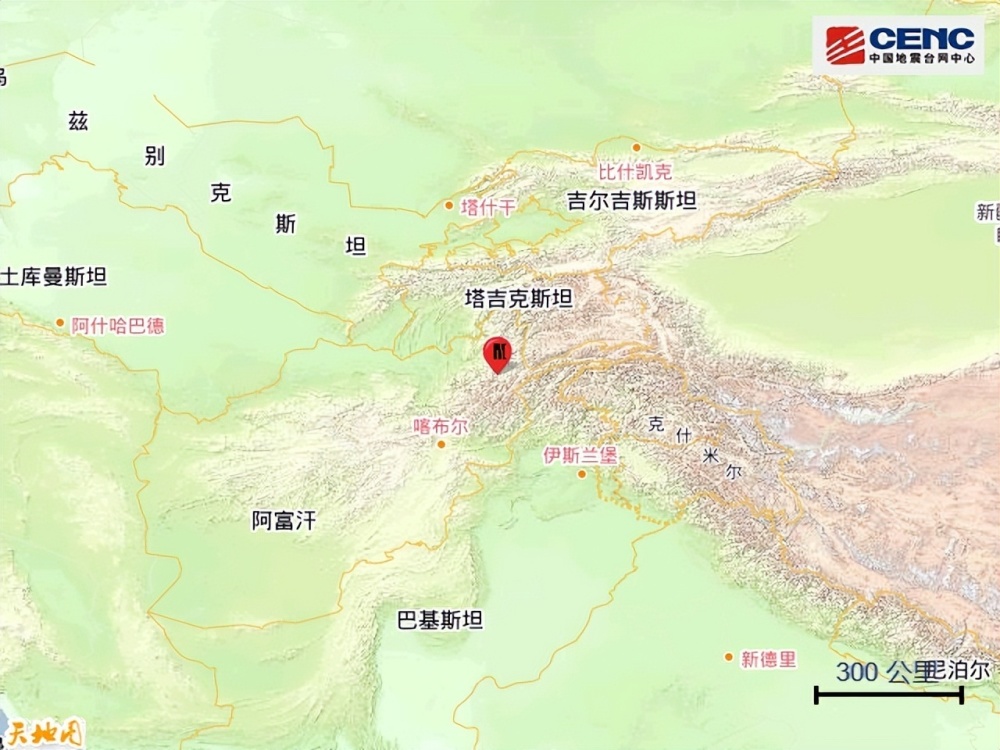 CENC
中国地震台网中心
兹
别
克
斯
坦
比什凯克
塔什干
吉尔吉斯斯坦
新疆
土库曼斯坦
塔吉克斯坦
阿什哈巴德
喀布尔
克
什
米
尔
伊斯兰堡
阿富汗
巴基斯坦
新德里
300 公里
尼泊尔
天地图